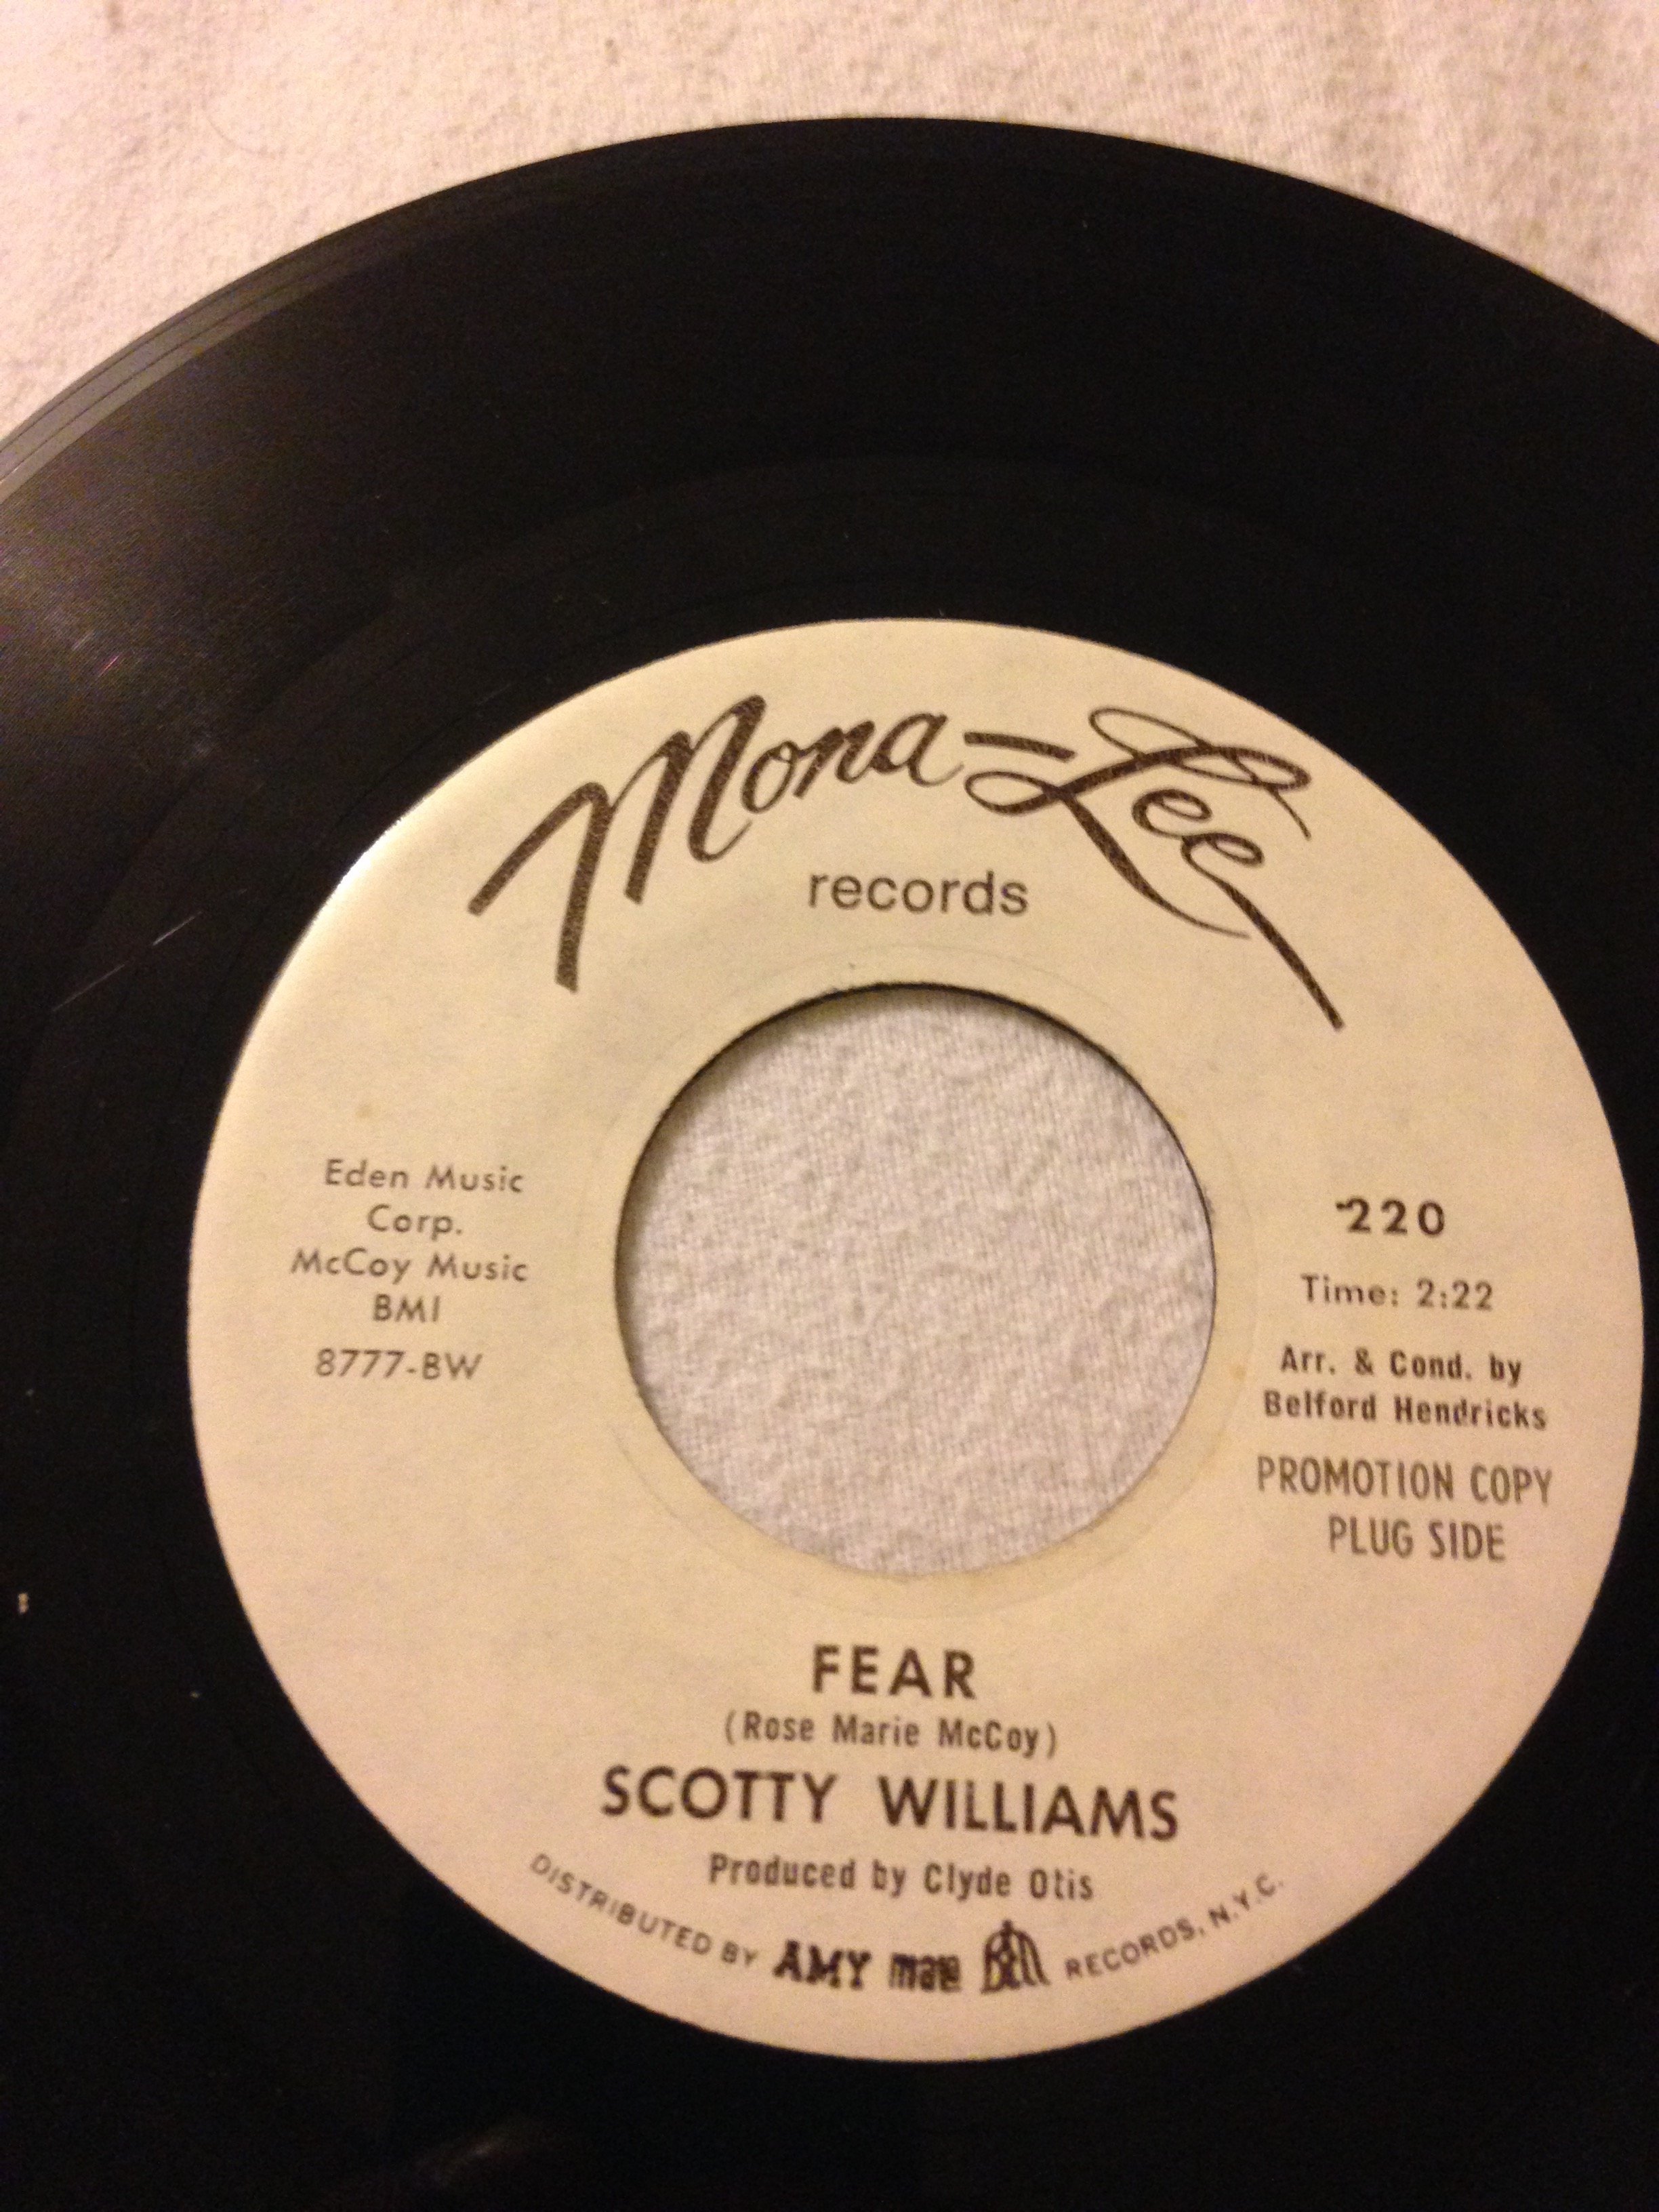 Mona-Lee
records
Eden Music
Corp.
McCoy Music
BMI
8777-BW
220
Time: 2:22
Arr. & Cond. by
Belford Hendricks
PROMOTION COPY
PLUG SIDE
FEAR
(Rose Marie McCoy)
SCOTTY WILLIAMS
Produced by Clyde Otis
DISTRIBUTED BY AMY mala Bell RECORDS, N.Y.C.